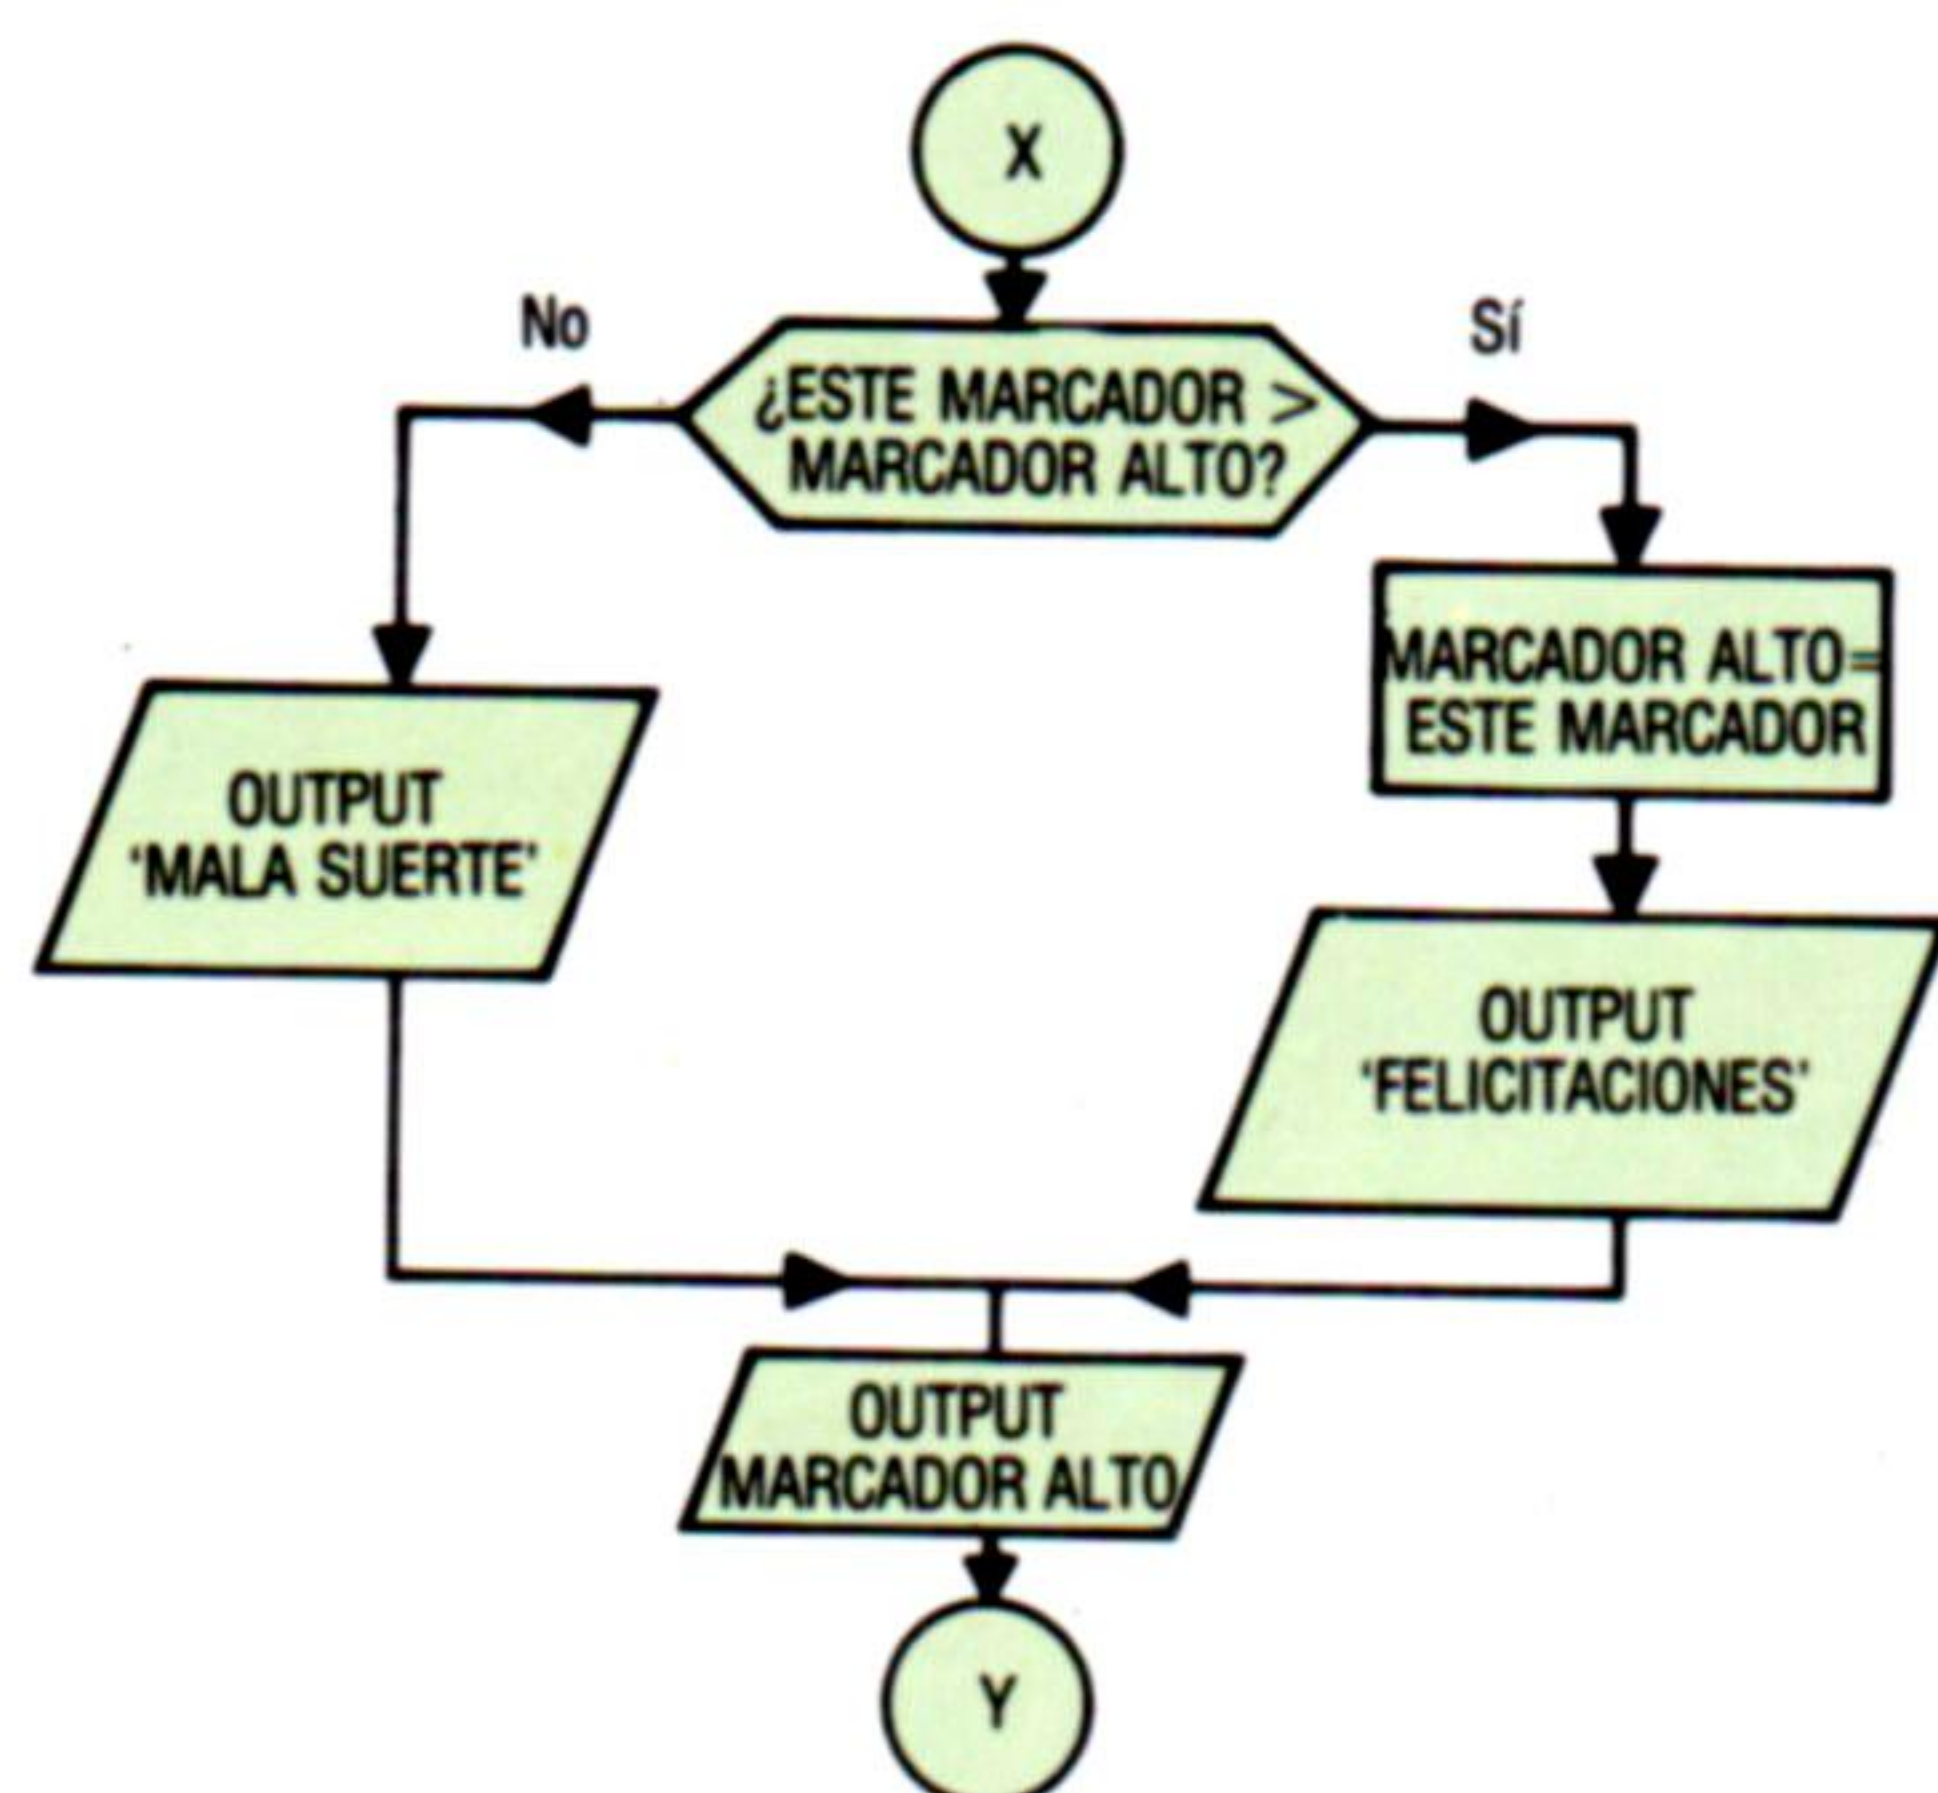 X
No
Sí
¿ESTE MARCADOR >
MARCADOR ALTO?
MARCADOR ALTO=
ESTE MARCADOR
OUTPUT
'MALA SUERTE'
OUTPUT
'FELICITACIONES'
OUTPUT
MARCADOR ALTO
Y